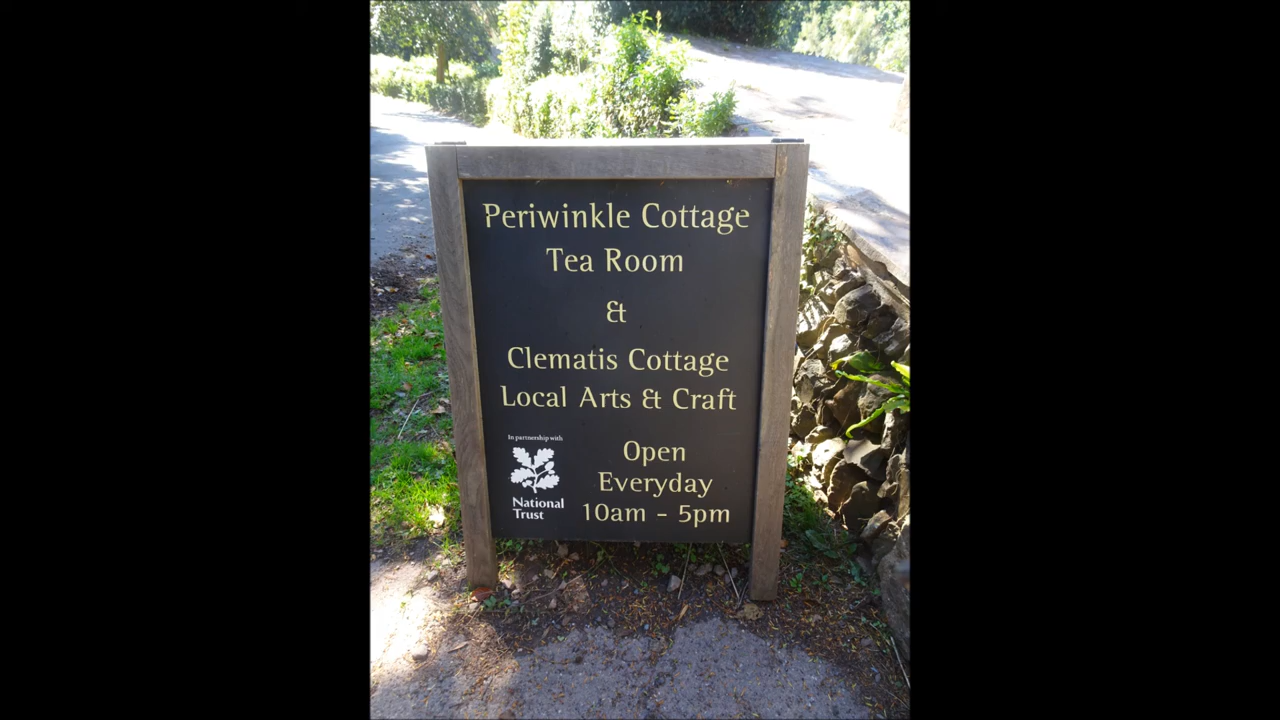 Periwinkle Cottage
Tea Room
&
Clematis Cottage
Local Arts & Craft
In partnership with
National
Trust
Open
Everyday
10am - 5pm